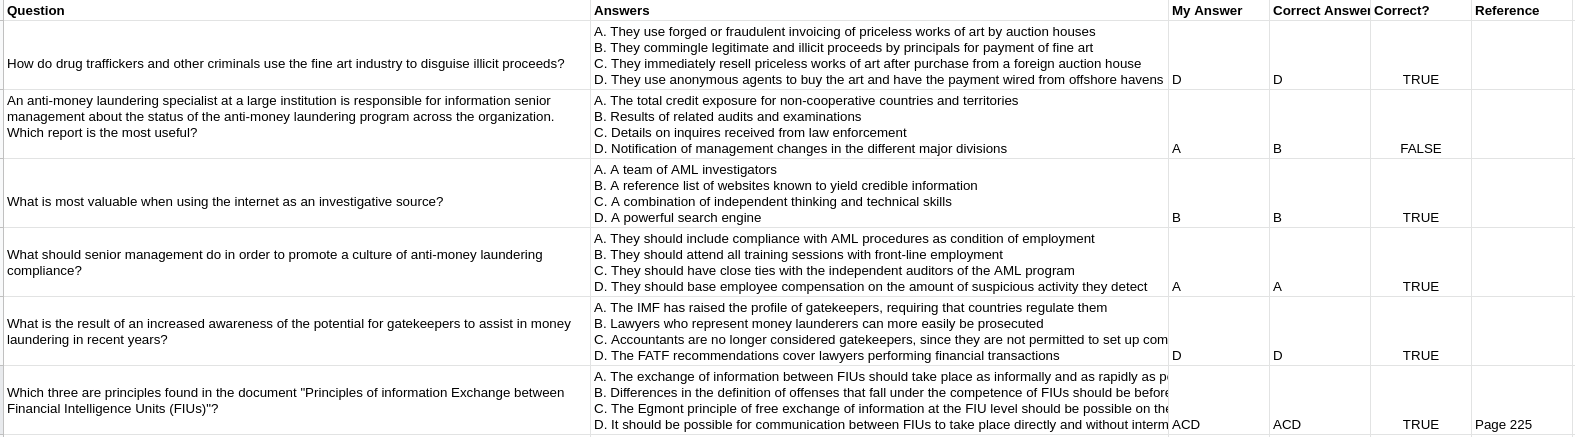 Question Answers My Answer Correct Answer Correct? Reference
How do drug traffickers and other criminals use the fine art industry to disguise illicit proceeds?
A. They use forged or fraudulent invoicing of priceless works of art by auction houses
B. They commingle legitimate and illicit proceeds by principals for payment of fine art
C. They immediately resell priceless works of art after purchase from a foreign auction house
D. They use anonymous agents to buy the art and have the payment wired from offshore havens
D D TRUE
An anti-money laundering specialist at a large institution is responsible for information senior
management about the status of the anti-money laundering program across the organization.
Which report is the most useful?
A. The total credit exposure for non-cooperative countries and territories
B. Results of related audits and examinations
C. Details on inquires received from law enforcement
D. Notification of management changes in the different major divisions
A B FALSE
What is most valuable when using the internet as an investigative source?
A. A team of AML investigators
B. A reference list of websites known to yield credible information
C. A combination of independent thinking and technical skills
D. A powerful search engine
B B TRUE
What should senior management do in order to promote a culture of anti-money laundering
compliance?
A. They should include compliance with AML procedures as condition of employment
B. They should attend all training sessions with front-line employment
C. They should have close ties with the independent auditors of the AML program
D. They should base employee compensation on the amount of suspicious activity they detect
A A TRUE
What is the result of an increased awareness of the potential for gatekeepers to assist in money
laundering in recent years?
A. The IMF has raised the profile of gatekeepers, requiring that countries regulate them
B. Lawyers who represent money launderers can more easily be prosecuted
C. Accountants are no longer considered gatekeepers, since they are not permitted to set up com
D. The FATF recommendations cover lawyers performing financial transactions
D D TRUE
Which three are principles found in the document "Principles of information Exchange between
Financial Intelligence Units (FIUs)"?
A. The exchange of information between FIUs should take place as informally and as rapidly as
B. Differences in the definition of offenses that fall under the competence of FIUs should be before
C. The Egmont principle of free exchange of information at the FIU level should be possible on the
D. It should be possible for communication between FIUs to take place directly and without interm
ACD ACD TRUE Page 225